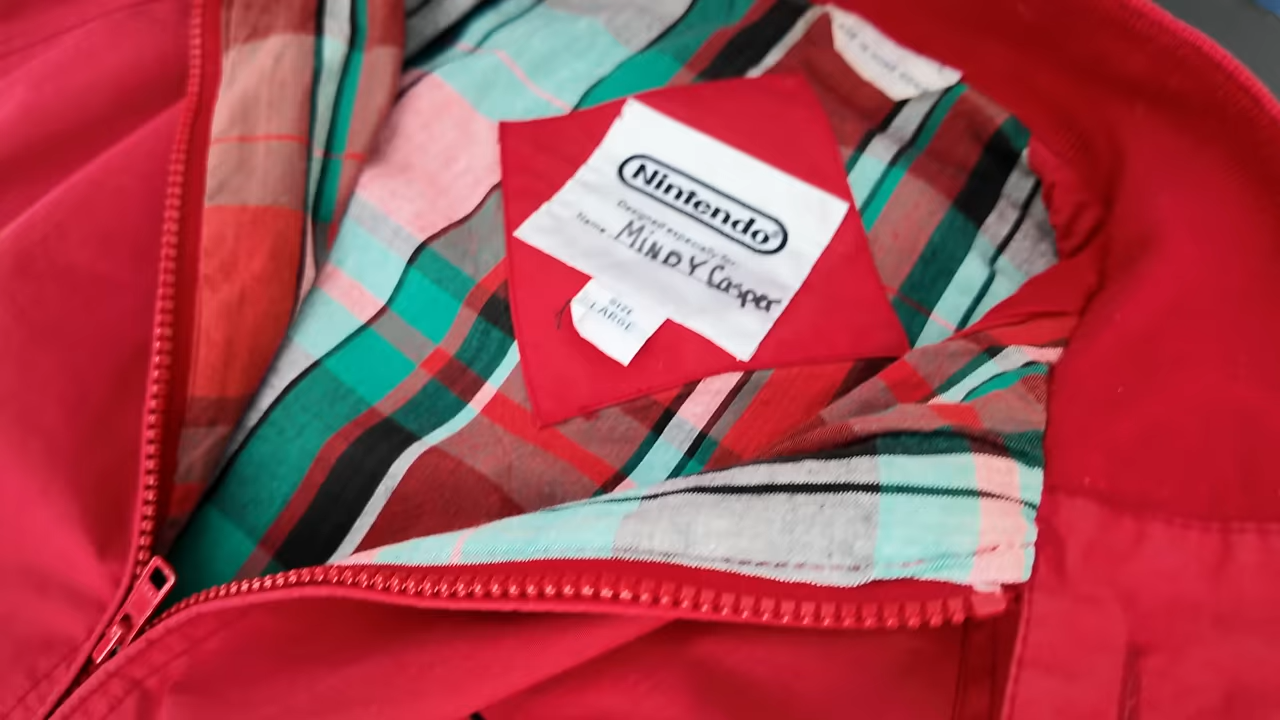 Nintendo®
Designed especially for
Name MiNDY Casper
SIZE
LARGE